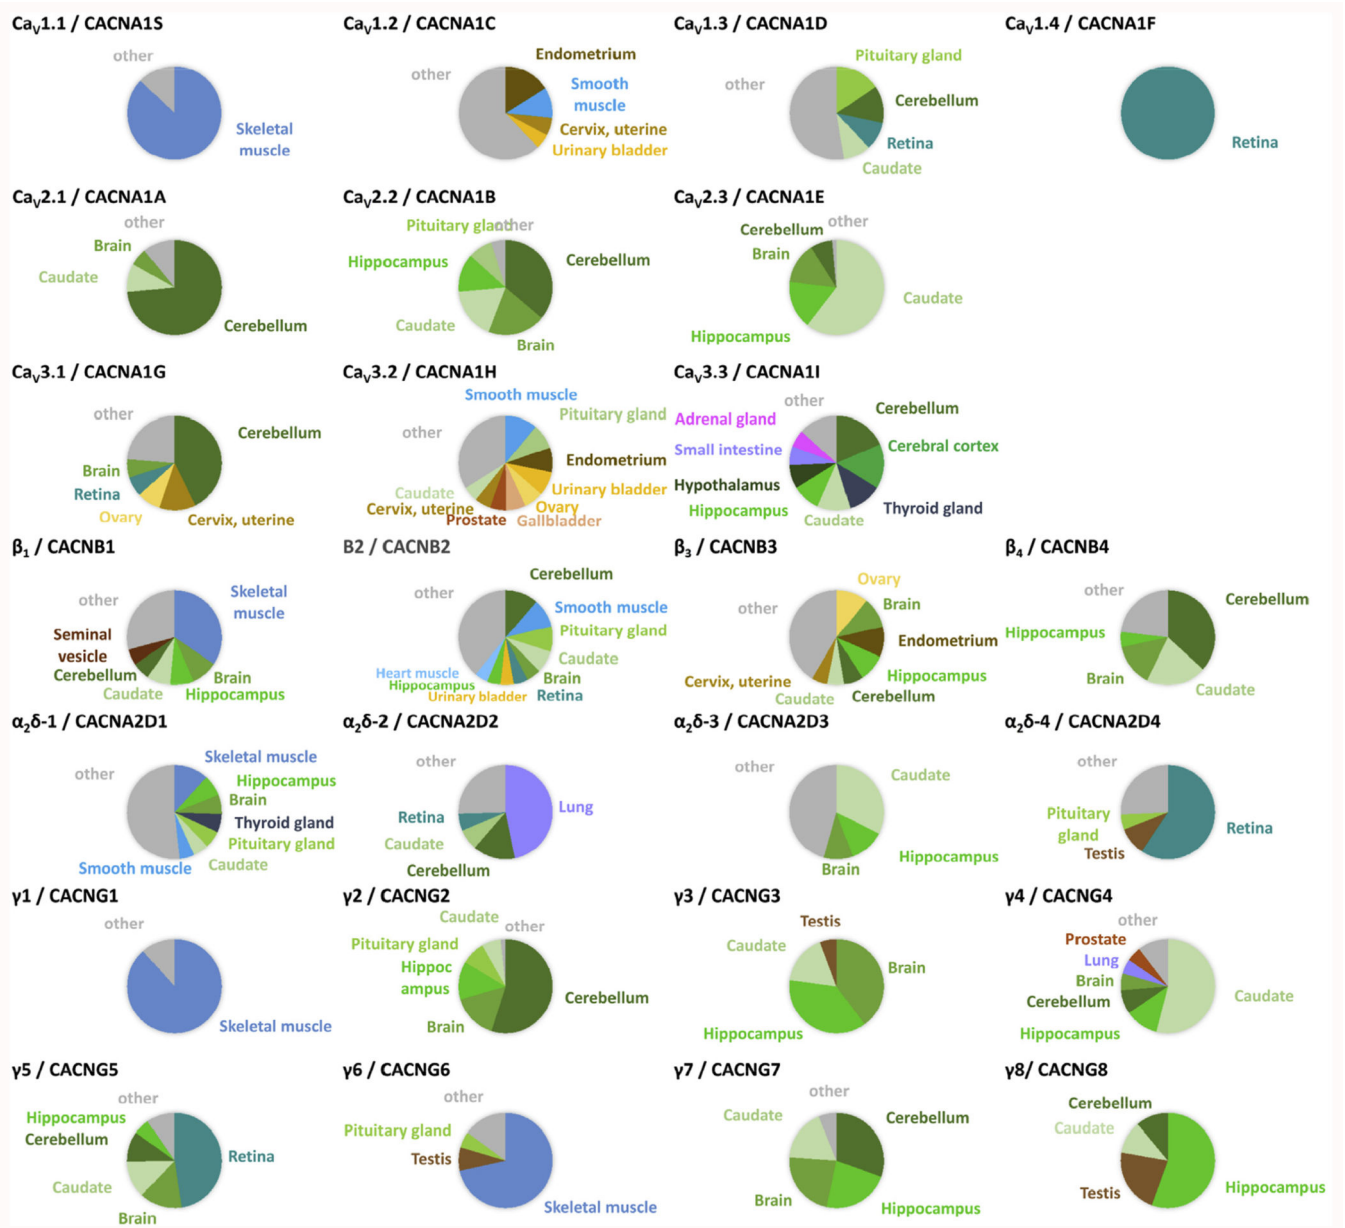 Caᵥ1.1 / CACNA1S
other
Skeletal
muscle
Caᵥ1.2 / CACNA1C
other
Endometrium
Smooth
muscle
Cervix, uterine
Urinary bladder
Caᵥ1.3 / CACNA1D
other
Pituitary gland
Cerebellum
Retina
Caudate
Caᵥ1.4 / CACNA1F
Retina
Caᵥ2.1 / CACNA1A
other
Brain
Caudate
Cerebellum
Caᵥ2.2 / CACNA1B
Pituitary gland
other
Hippocampus
Cerebellum
Caudate
Brain
Caᵥ2.3 / CACNA1E
other
Cerebellum
Brain
Caudate
Hippocampus
Caᵥ3.1 / CACNA1G
other
Cerebellum
Brain
Retina
Ovary
Cervix, uterine
Caᵥ3.2 / CACNA1H
Smooth muscle
Pituitary gland
other
Endometrium
Urinary bladder
Caudate
Cervix, uterine
Ovary
Prostate
Gallbladder
Caᵥ3.3 / CACNA1I
other
Cerebellum
Adrenal gland
Cerebral cortex
Small intestine
Hypothalamus
Hippocampus
Thyroid gland
Caudate
β₁ / CACNB1
other
Skeletal
muscle
Seminal
vesicle
Cerebellum
Brain
Caudate
Hippocampus
B2 / CACNB2
Cerebellum
other
Smooth muscle
Pituitary gland
Caudate
Heart muscle
Brain
Hippocampus
Urinary bladder
Retina
β₃ / CACNB3
Ovary
Brain
other
Endometrium
Hippocampus
Cervix, uterine
Caudate
Cerebellum
β₄ / CACNB4
other
Cerebellum
Hippocampus
Brain
Caudate
α₂δ-1 / CACNA2D1
Skeletal muscle
other
Hippocampus
Brain
Thyroid gland
Pituitary gland
Smooth muscle
Caudate
α₂δ-2 / CACNA2D2
other
Lung
Retina
Caudate
Cerebellum
α₂δ-3 / CACNA2D3
other
Caudate
Hippocampus
Brain
α₂δ-4 / CACNA2D4
other
Pituitary
gland
Retina
Testis
γ1 / CACNG1
other
Skeletal muscle
γ2 / CACNG2
Caudate
other
Pituitary gland
Hippoc
ampus
Cerebellum
Brain
γ3 / CACNG3
Testis
Caudate
Brain
Hippocampus
γ4 / CACNG4
other
Prostate
Lung
Brain
Cerebellum
Caudate
Hippocampus
γ5 / CACNG5
other
Hippocampus
Cerebellum
Retina
Caudate
Brain
γ6 / CACNG6
other
Pituitary gland
Testis
Skeletal muscle
γ7 / CACNG7
other
Caudate
Cerebellum
Brain
Hippocampus
γ8/ CACNG8
Cerebellum
Caudate
Testis
Hippocampus